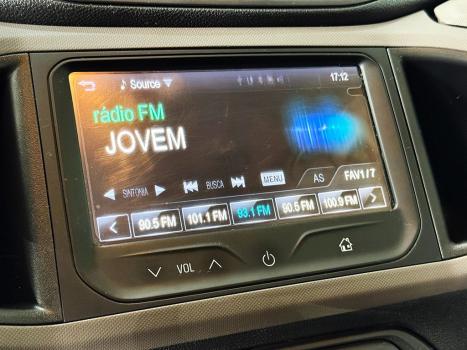 Source 17:12
rádio FM
JOVEM
SINTONIA BUSCA MENU AS FAV1/7
90.5 FM 101.1 FM 93.1 FM 90.5 FM 100.9 FM
VOL